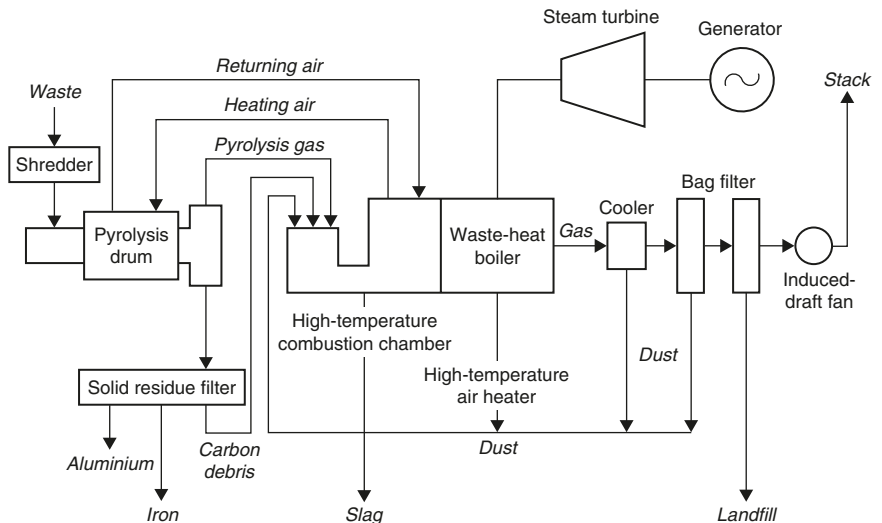 Steam turbine
Generator
Returning air
Stack
Waste
Heating air
Pyrolysis gas
Shredder
Bag filter
Cooler
Pyrolysis
drum
Waste-heat
boiler
Gas
Induced-
draft fan
High-temperature
combustion chamber
Dust
High-temperature
air heater
Solid residue filter
Carbon
debris
Dust
Aluminium
Iron
Slag
Landfill